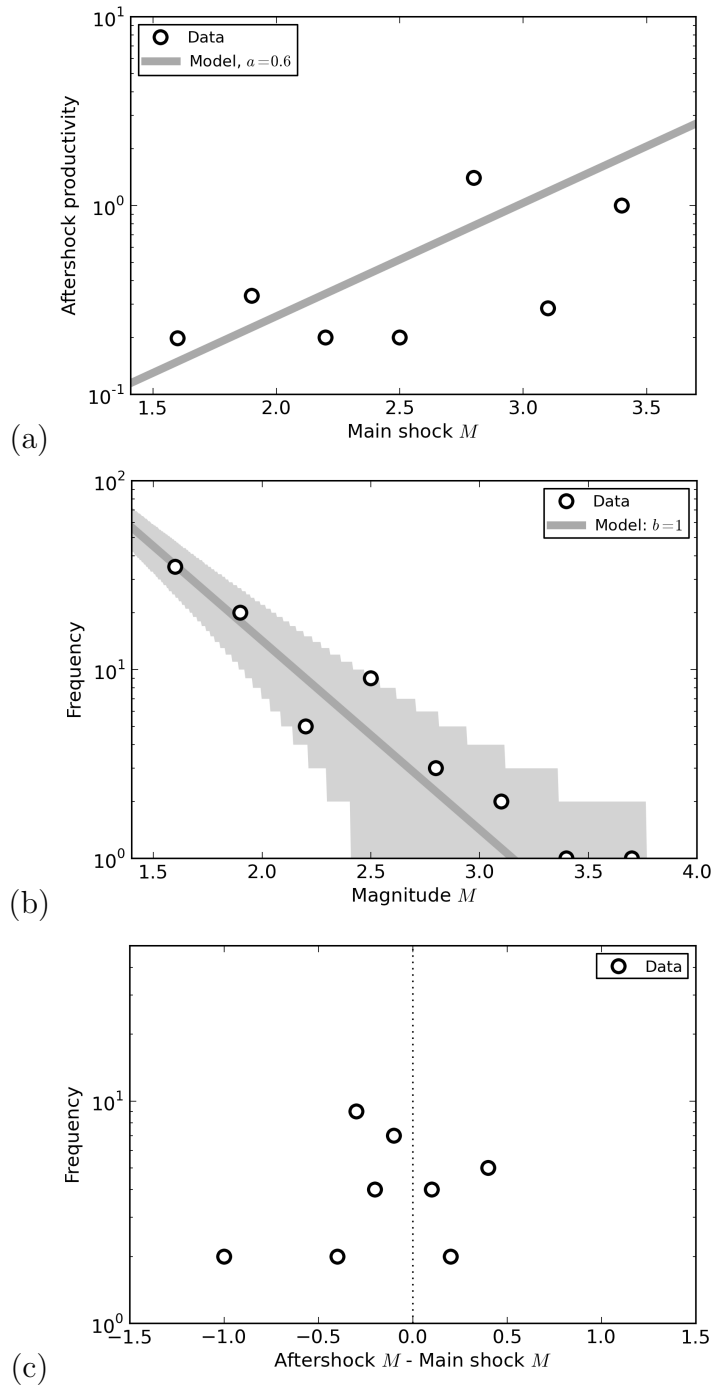 10^1
Data
Model, a=0.6
Aftershock productivity
10^0
10^-1
1.5 2.0 2.5 3.0 3.5
Main shock M
(a)
10^2
Data
Model: b=1
Frequency
10^1
10^0
1.5 2.0 2.5 3.0 3.5 4.0
Magnitude M
(b)
Data
Frequency
10^1
10^0
−1.5 −1.0 −0.5 0.0 0.5 1.0 1.5
Aftershock M - Main shock M
(c)